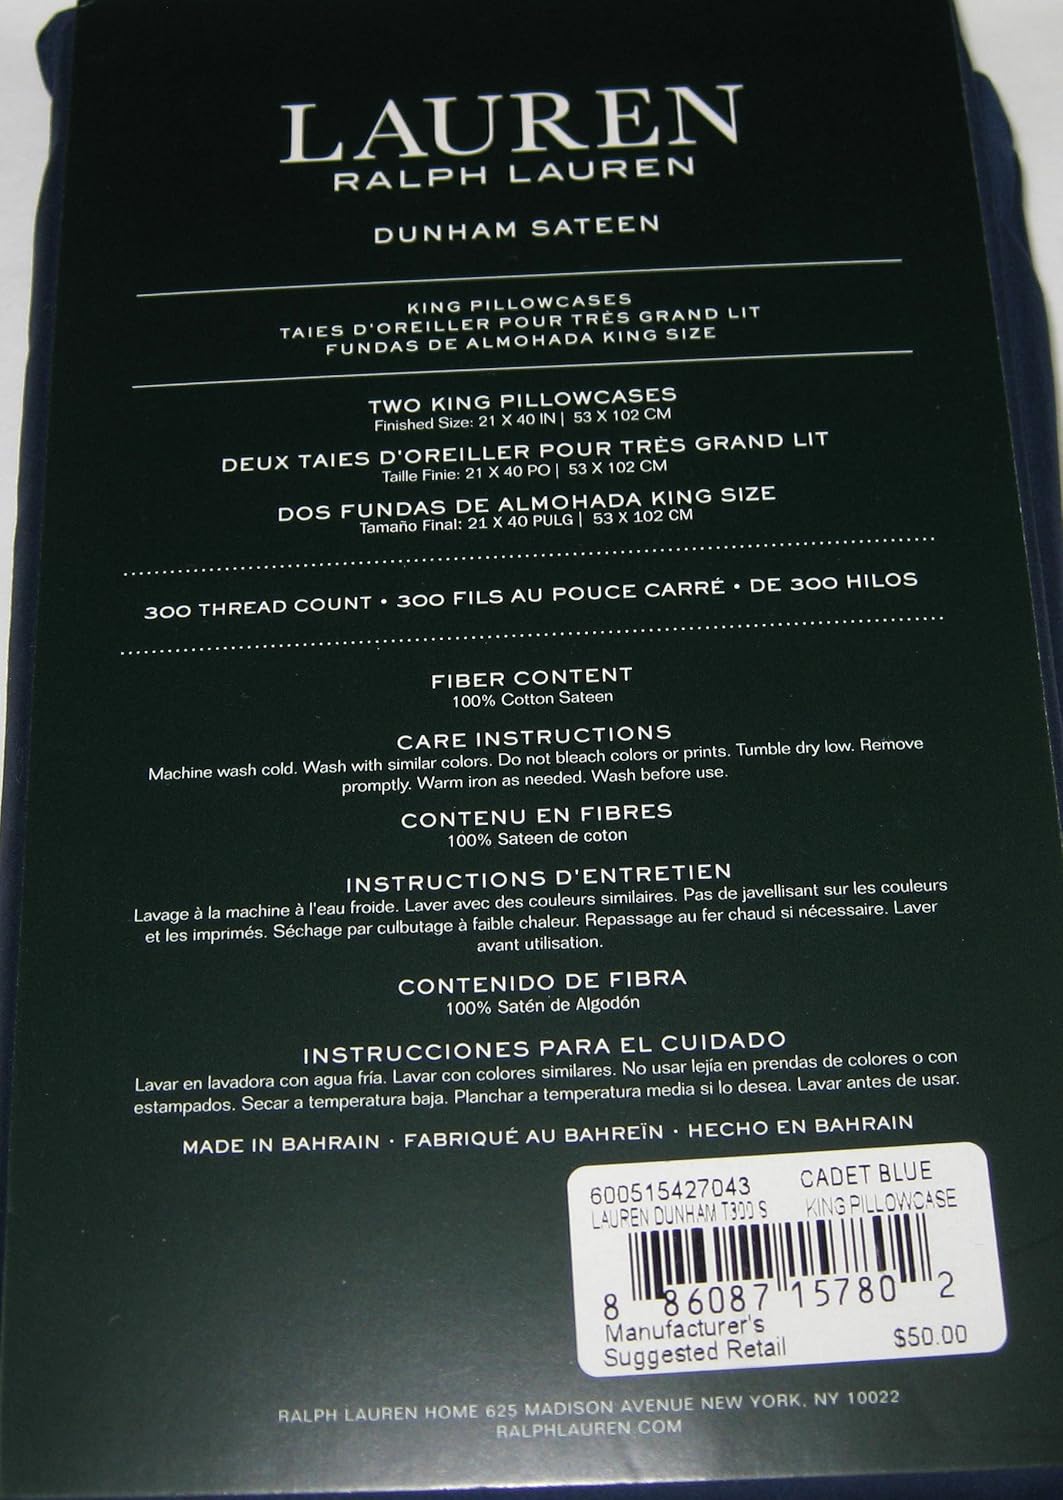 LAUREN
RALPH LAUREN
DUNHAM SATEEN
KING PILLOWCASES
TAIES D'OREILLER POUR TRÈS GRAND LIT
FUNDAS DE ALMOHADA KING SIZE
TWO KING PILLOWCASES
Finished Size: 21 X 40 IN | 53 X 102 CM
DEUX TAIES D'OREILLER POUR TRÈS GRAND LIT
Taille Finie: 21 X 40 PO | 53 X 102 CM
DOS FUNDAS DE ALMOHADA KING SIZE
Tamaño Final: 21 X 40 PULG | 53 X 102 CM
300 THREAD COUNT • 300 FILS AU POUCE CARRÉ • DE 300 HILOS
FIBER CONTENT
100% Cotton Sateen
CARE INSTRUCTIONS
Machine wash cold. Wash with similar colors. Do not bleach colors or prints. Tumble dry low. Remove
promptly. Warm iron as needed. Wash before use.
CONTENU EN FIBRES
100% Sateen de coton
INSTRUCTIONS D'ENTRETIEN
Lavage à la machine à l'eau froide. Laver avec des couleurs similaires. Pas de javellisant sur les couleurs
et les imprimés. Séchage par culbutage à faible chaleur. Repassage au fer chaud si nécessaire. Laver
avant utilisation.
CONTENIDO DE FIBRA
100% Satén de Algodón
INSTRUCCIONES PARA EL CUIDADO
Lavar en lavadora con agua fría. Lavar con colores similares. No usar lejía en prendas de colores o con
estampados. Secar a temperatura baja. Planchar a temperatura media si lo desea. Lavar antes de usar.
MADE IN BAHRAIN · FABRIQUÉ AU BAHREÏN · HECHO EN BAHRAIN
600515427043 CADET BLUE
LAUREN DUNHAM T300 S KING PILLOWCASE
8 86087 15780 2
Manufacturer's
Suggested Retail $50.00
RALPH LAUREN HOME 625 MADISON AVENUE NEW YORK, NY 10022
RALPHLAUREN.COM